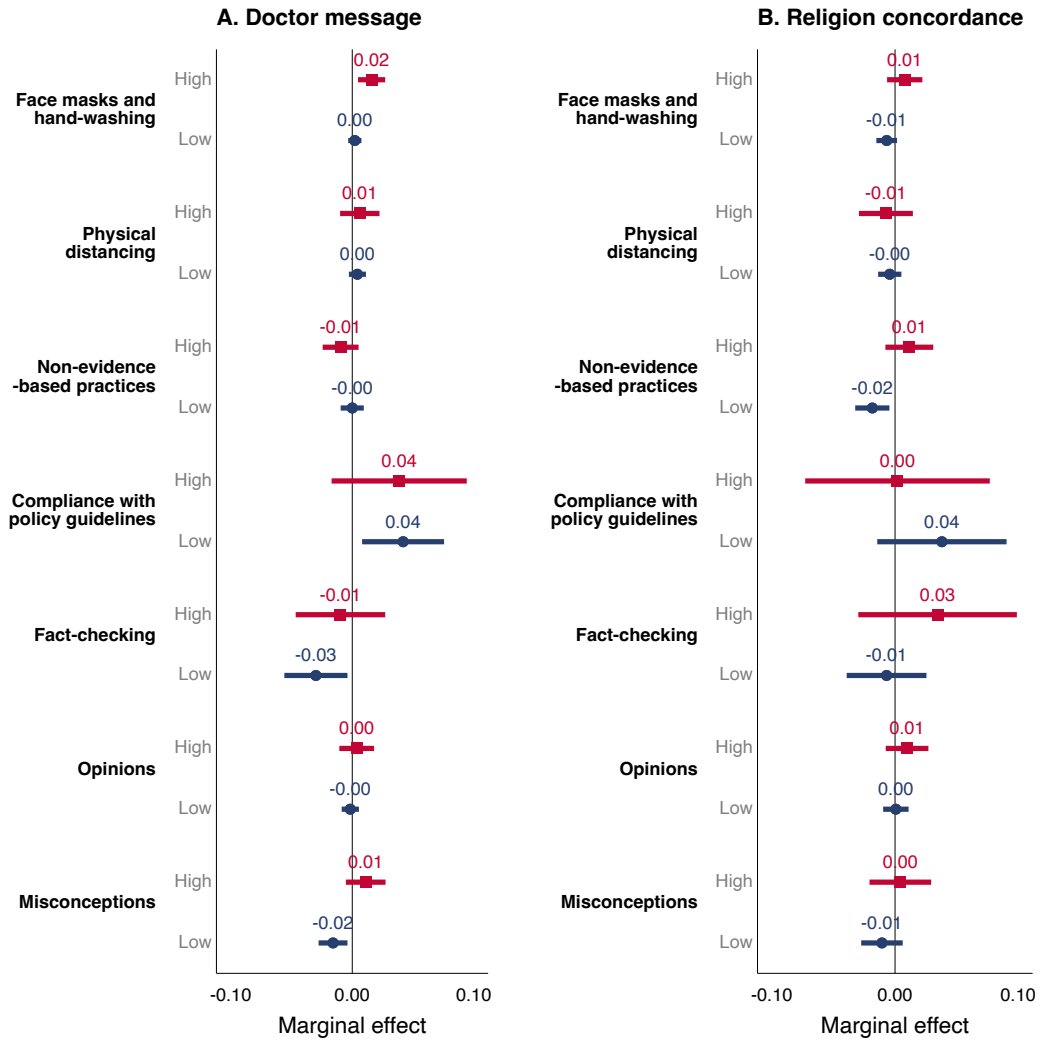 A. Doctor message
High
0.02
Face masks and
hand-washing
0.00
Low
High
0.01
Physical
distancing
0.00
Low
High
-0.01
Non-evidence
-based practices
-0.00
Low
High
0.04
Compliance with
policy guidelines
0.04
Low
High
-0.01
Fact-checking
-0.03
Low
High
0.00
Opinions
-0.00
Low
High
0.01
Misconceptions
-0.02
Low
-0.10 0.00 0.10
Marginal effect
B. Religion concordance
High
0.01
Face masks and
hand-washing
-0.01
Low
High
-0.01
Physical
distancing
-0.00
Low
High
0.01
Non-evidence
-based practices
-0.02
Low
High
0.00
Compliance with
policy guidelines
0.04
Low
High
0.03
Fact-checking
-0.01
Low
High
0.01
Opinions
0.00
Low
High
0.00
Misconceptions
-0.01
Low
-0.10 0.00 0.10
Marginal effect